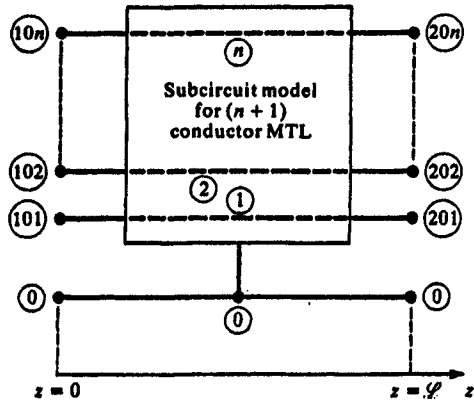 10n
20n
n
Subcircuit model
for (n + 1)
conductor MTL
102
202
2
1
101
201
0
0
0
z = 0
z = ℒ
z